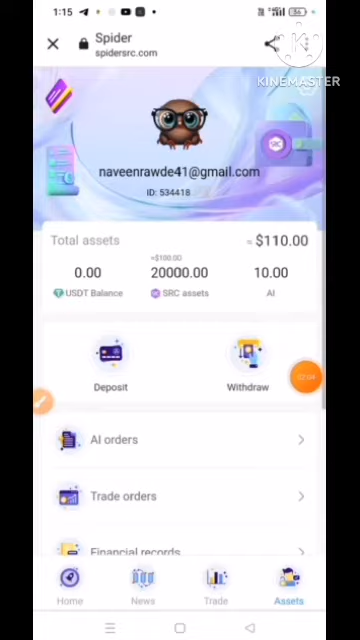 1:15
86
Spider
spidersrc.com
KINEMASTER
SRC
naveenrawde41@gmail.com
ID: 534418
Total assets
≈ $110.00
≈$100.00
0.00
20000.00
10.00
USDT Balance
SRC assets
AI
Deposit
Withdraw
AI orders
Trade orders
Financial records
Home
News
Trade
Assets